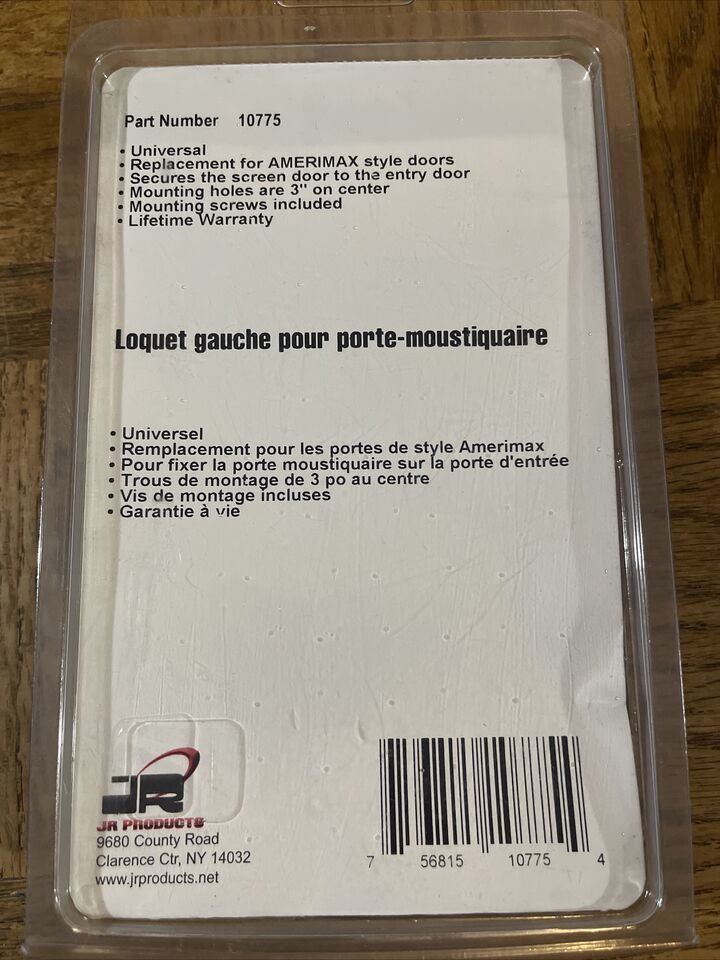 Part Number 10775
• Universal
• Replacement for AMERIMAX style doors
• Secures the screen door to the entry door
• Mounting holes are 3" on center
• Mounting screws included
• Lifetime Warranty
Loquet gauche pour porte-moustiquaire
• Universel
• Remplacement pour les portes de style Amerimax
• Pour fixer la porte moustiquaire sur la porte d'entrée
• Trous de montage de 3 po au centre
• Vis de montage incluses
• Garantie à vie
JR
JR PRODUCTS
9680 County Road
Clarence Ctr, NY 14032
www.jrproducts.net
7 56815 10775 4